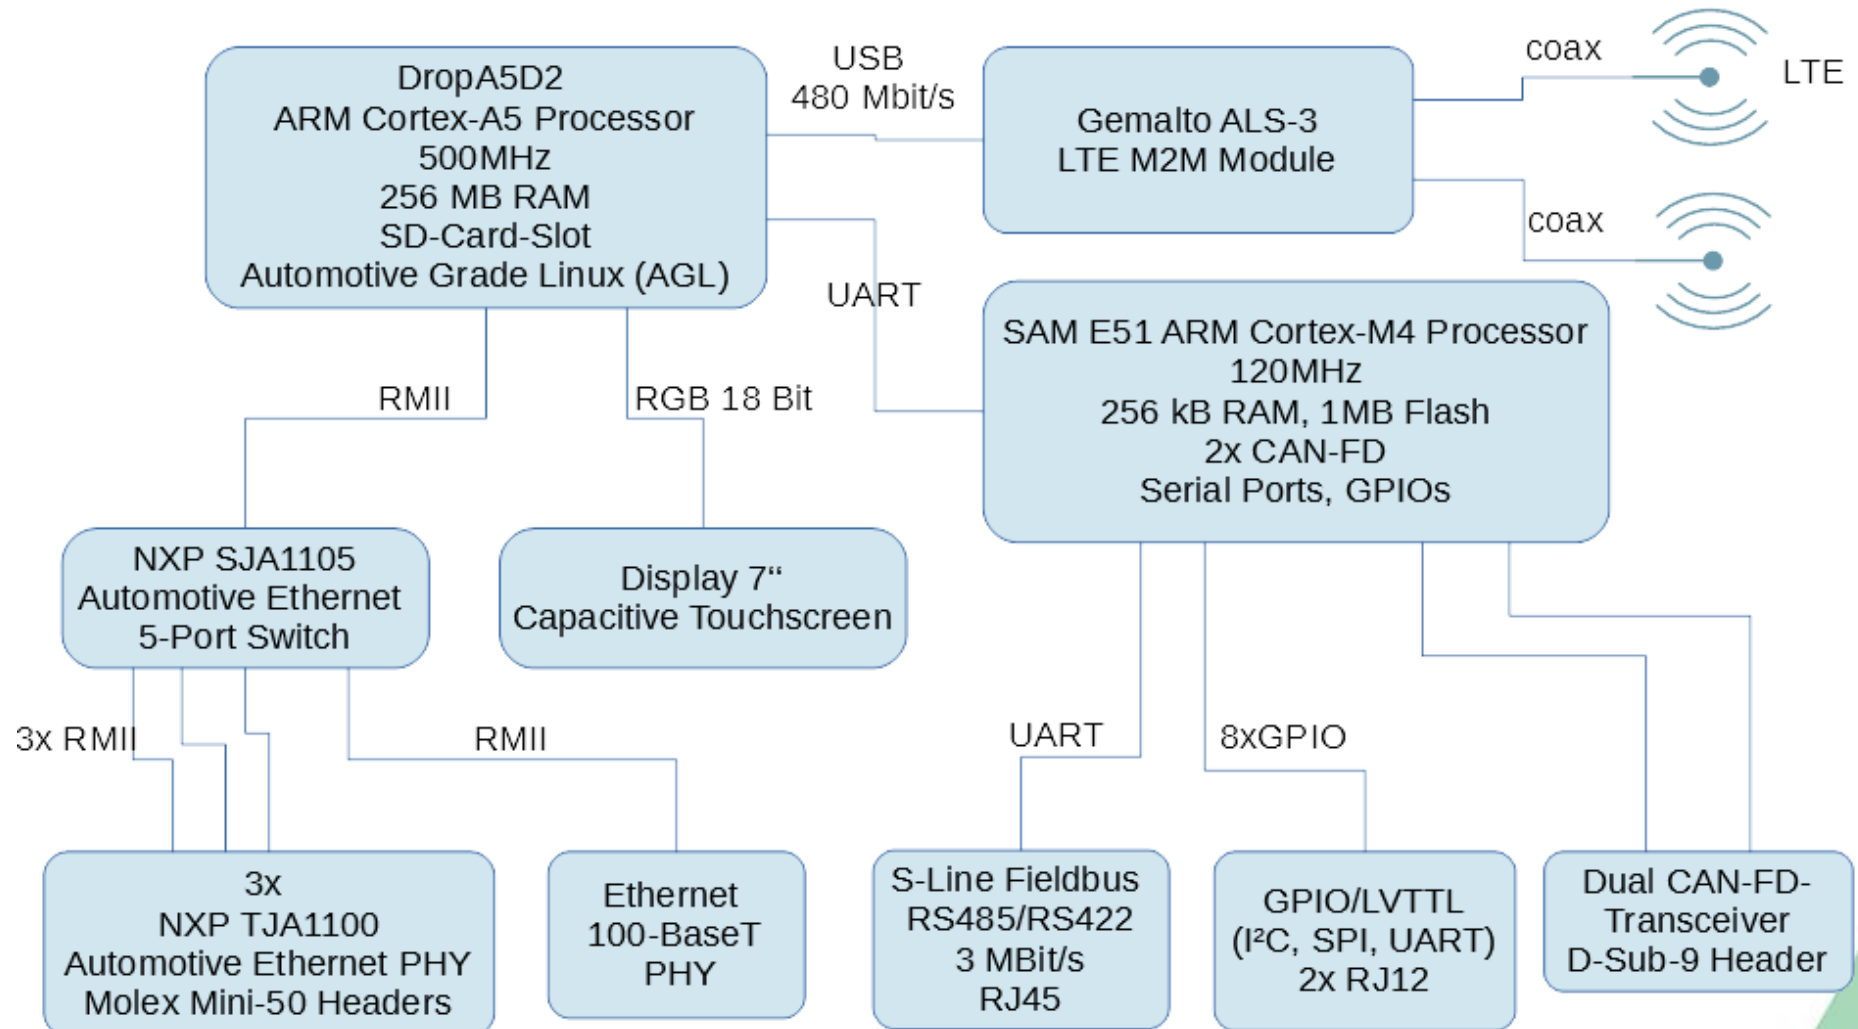 DropA5D2
ARM Cortex-A5 Processor
500MHz
256 MB RAM
SD-Card-Slot
Automotive Grade Linux (AGL)
USB
480 Mbit/s
Gemalto ALS-3
LTE M2M Module
coax
LTE
coax
UART
SAM E51 ARM Cortex-M4 Processor
120MHz
256 kB RAM, 1MB Flash
2x CAN-FD
Serial Ports, GPIOs
RMII
RGB 18 Bit
NXP SJA1105
Automotive Ethernet
5-Port Switch
Display 7“
Capacitive Touchscreen
3x RMII
RMII
UART
8xGPIO
3x
NXP TJA1100
Automotive Ethernet PHY
Molex Mini-50 Headers
Ethernet
100-BaseT
PHY
S-Line Fieldbus
RS485/RS422
3 MBit/s
RJ45
GPIO/LVTTL
(I²C, SPI, UART)
2x RJ12
Dual CAN-FD-
Transceiver
D-Sub-9 Header